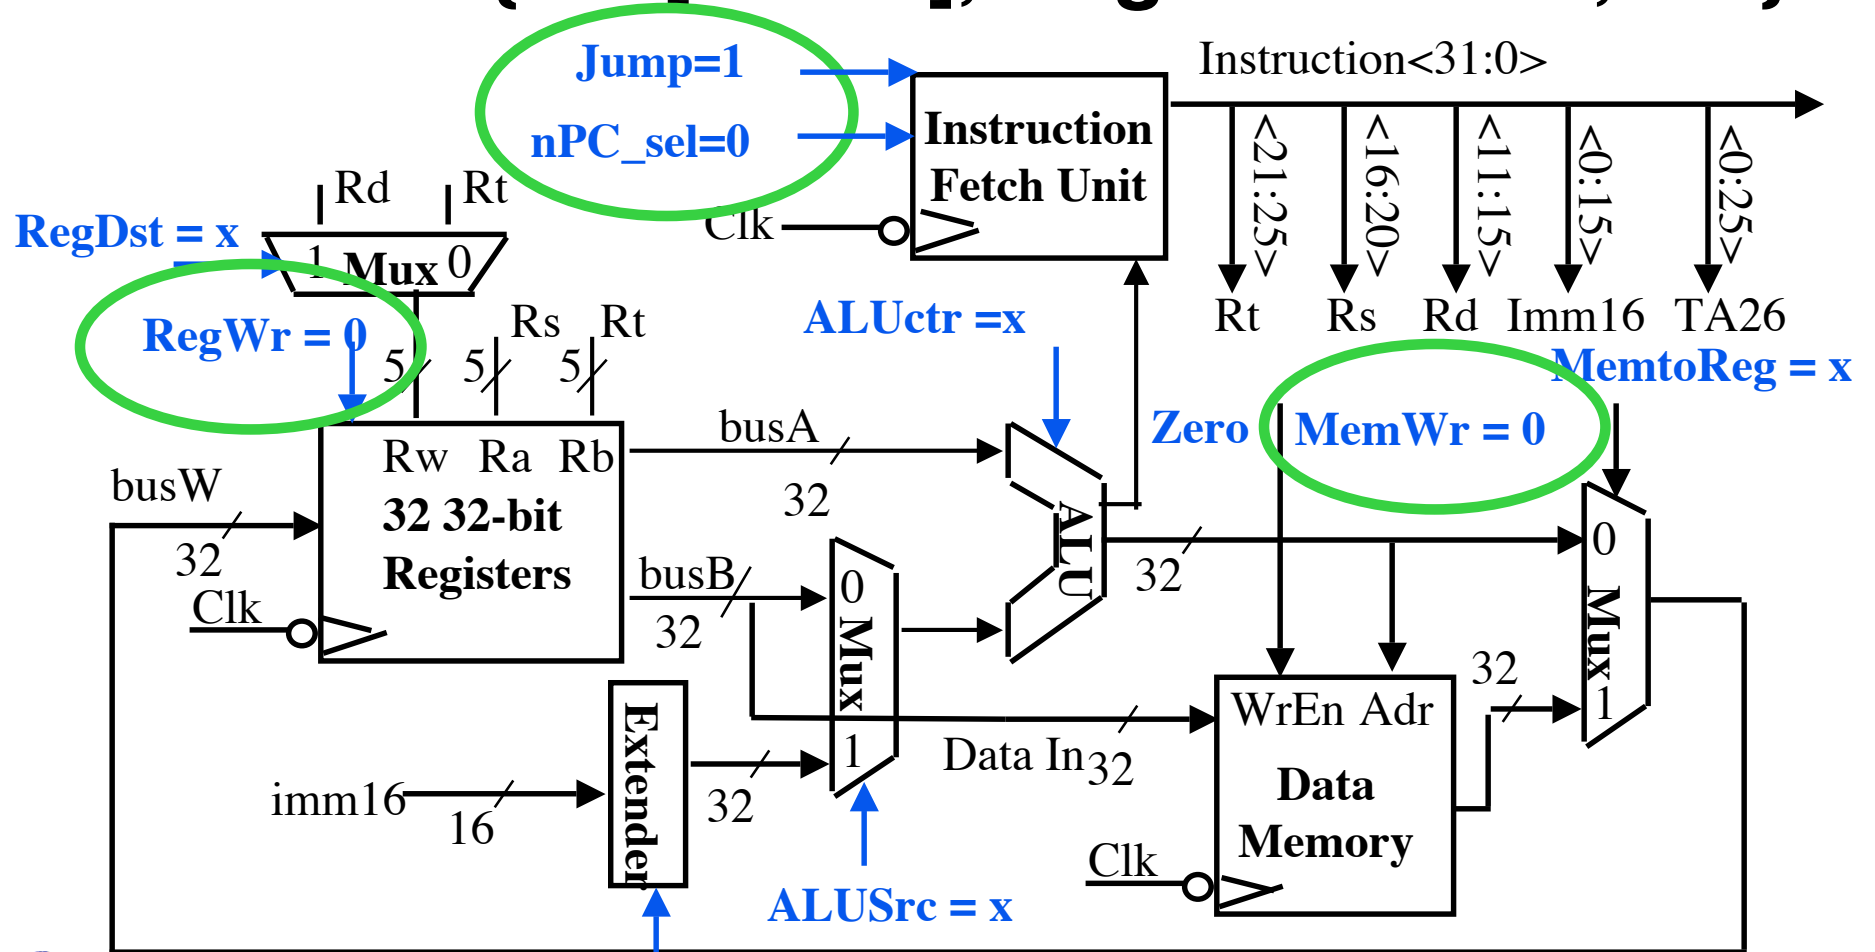 Jump=1
nPC_sel=0
Instruction
Fetch Unit
Clk
Instruction<31:0>
<21:25>
<16:20>
<11:15>
<0:15>
<0:25>
Rt
Rs
Rd
Imm16
TA26
Rd
Rt
RegDst = x
1 Mux 0
RegWr = 0
5
5
5
Rs
Rt
ALUctr =x
MemtoReg = x
Zero
MemWr = 0
busW
32
Rw Ra Rb
32 32-bit
Registers
Clk
busA
32
busB
32
0
Mux
1
ALU
32
0
Mux
1
imm16
16
Extender
32
ALUSrc = x
Data In
32
WrEn Adr
Data
Memory
Clk
32